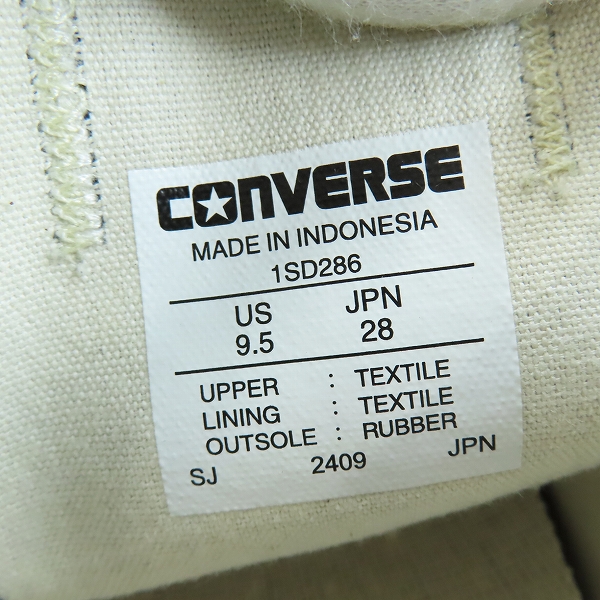 CONVERSE
MADE IN INDONESIA
1SD286
US JPN
9.5 28
UPPER : TEXTILE
LINING : TEXTILE
OUTSOLE : RUBBER
SJ 2409 JPN